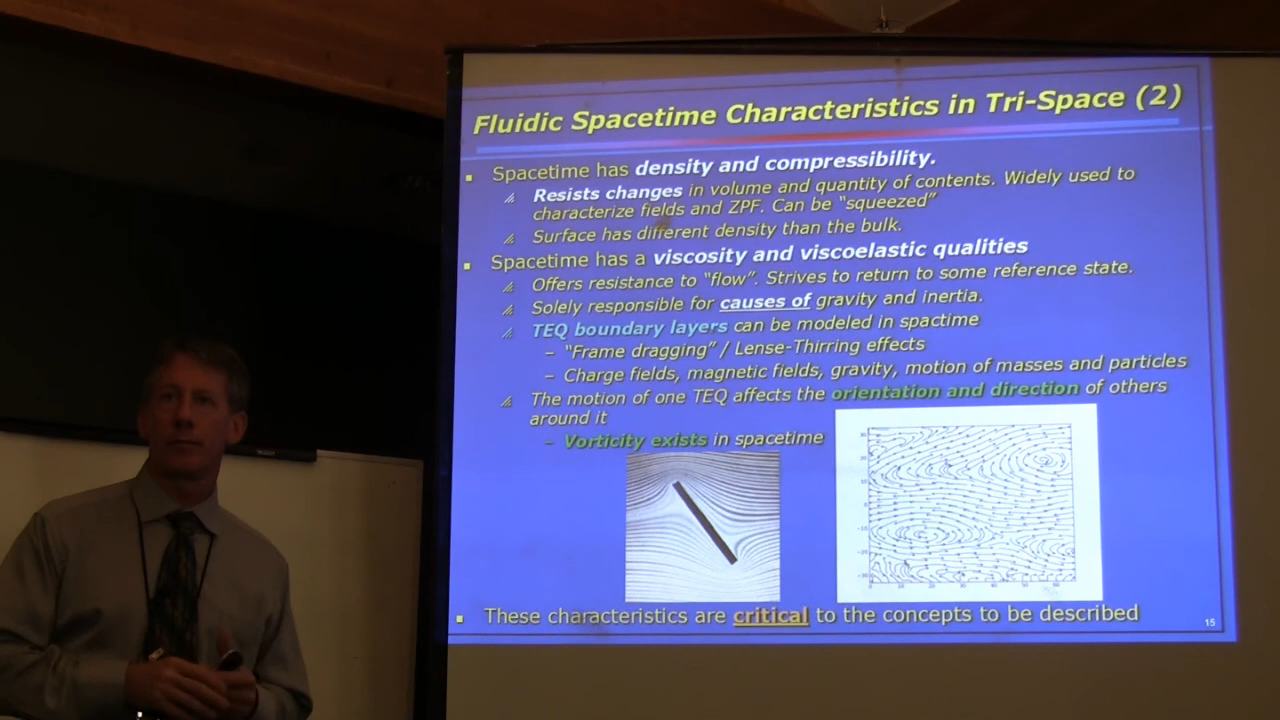 Fluidic Spacetime Characteristics in Tri-Space (2)
Spacetime has density and compressibility.
Resists changes in volume and quantity of contents. Widely used to
characterize fields and ZPF. Can be “squeezed”
Surface has different density than the bulk.
Spacetime has a viscosity and viscoelastic qualities
Offers resistance to “flow”. Strives to return to some reference state.
Solely responsible for causes of gravity and inertia.
TEQ boundary layers can be modeled in spactime
– “Frame dragging” / Lense-Thirring effects
– Charge fields, magnetic fields, gravity, motion of masses and particles
The motion of one TEQ affects the orientation and direction of others
around it
– Vorticity exists in spacetime
These characteristics are critical to the concepts to be described
15